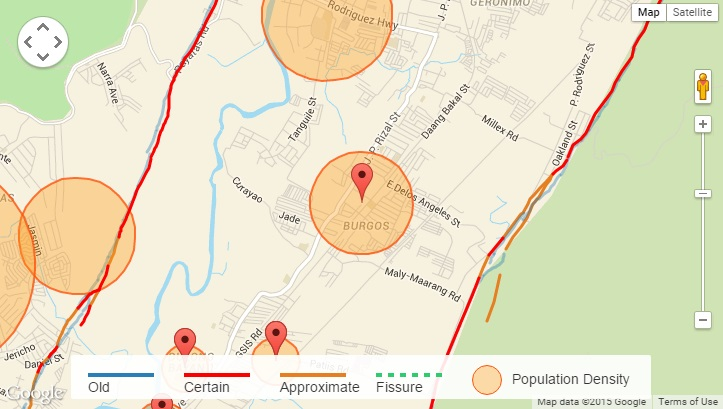 Rodriguez Hwy
J. P.
GERONIMO
Map
Satellite
Payaras Rd
Narra Ave
Tanguile St
J. P. Rizal St
Daang Bakal St
Millex Rd
Oakland St
P. Rodriguez St
Curayao
Jade
E Delos Angeles St
BURGOS
Jasmin
Maly-Maarang Rd
Jericho
Daniel St
Google
Old
Certain
Approximate
Fissure
Population Density
Map data ©2015 Google
Terms of Use